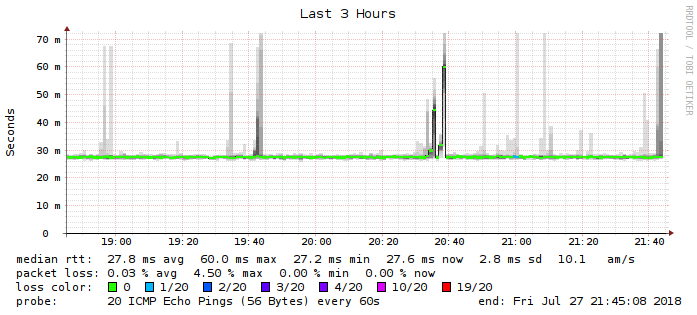 Last 3 Hours
RRDTOOL / TOBI OETIKER
Seconds
70 m
60 m
50 m
40 m
30 m
20 m
10 m
0
19:00 19:20 19:40 20:00 20:20 20:40 21:00 21:20 21:40
median rtt: 27.8 ms avg 60.0 ms max 27.2 ms min 27.6 ms now 2.8 ms sd 10.1 am/s
packet loss: 0.03 % avg 4.50 % max 0.00 % min 0.00 % now
loss color: 0 1/20 2/20 3/20 4/20 10/20 19/20
probe: 20 ICMP Echo Pings (56 Bytes) every 60s end: Fri Jul 27 21:45:08 2018